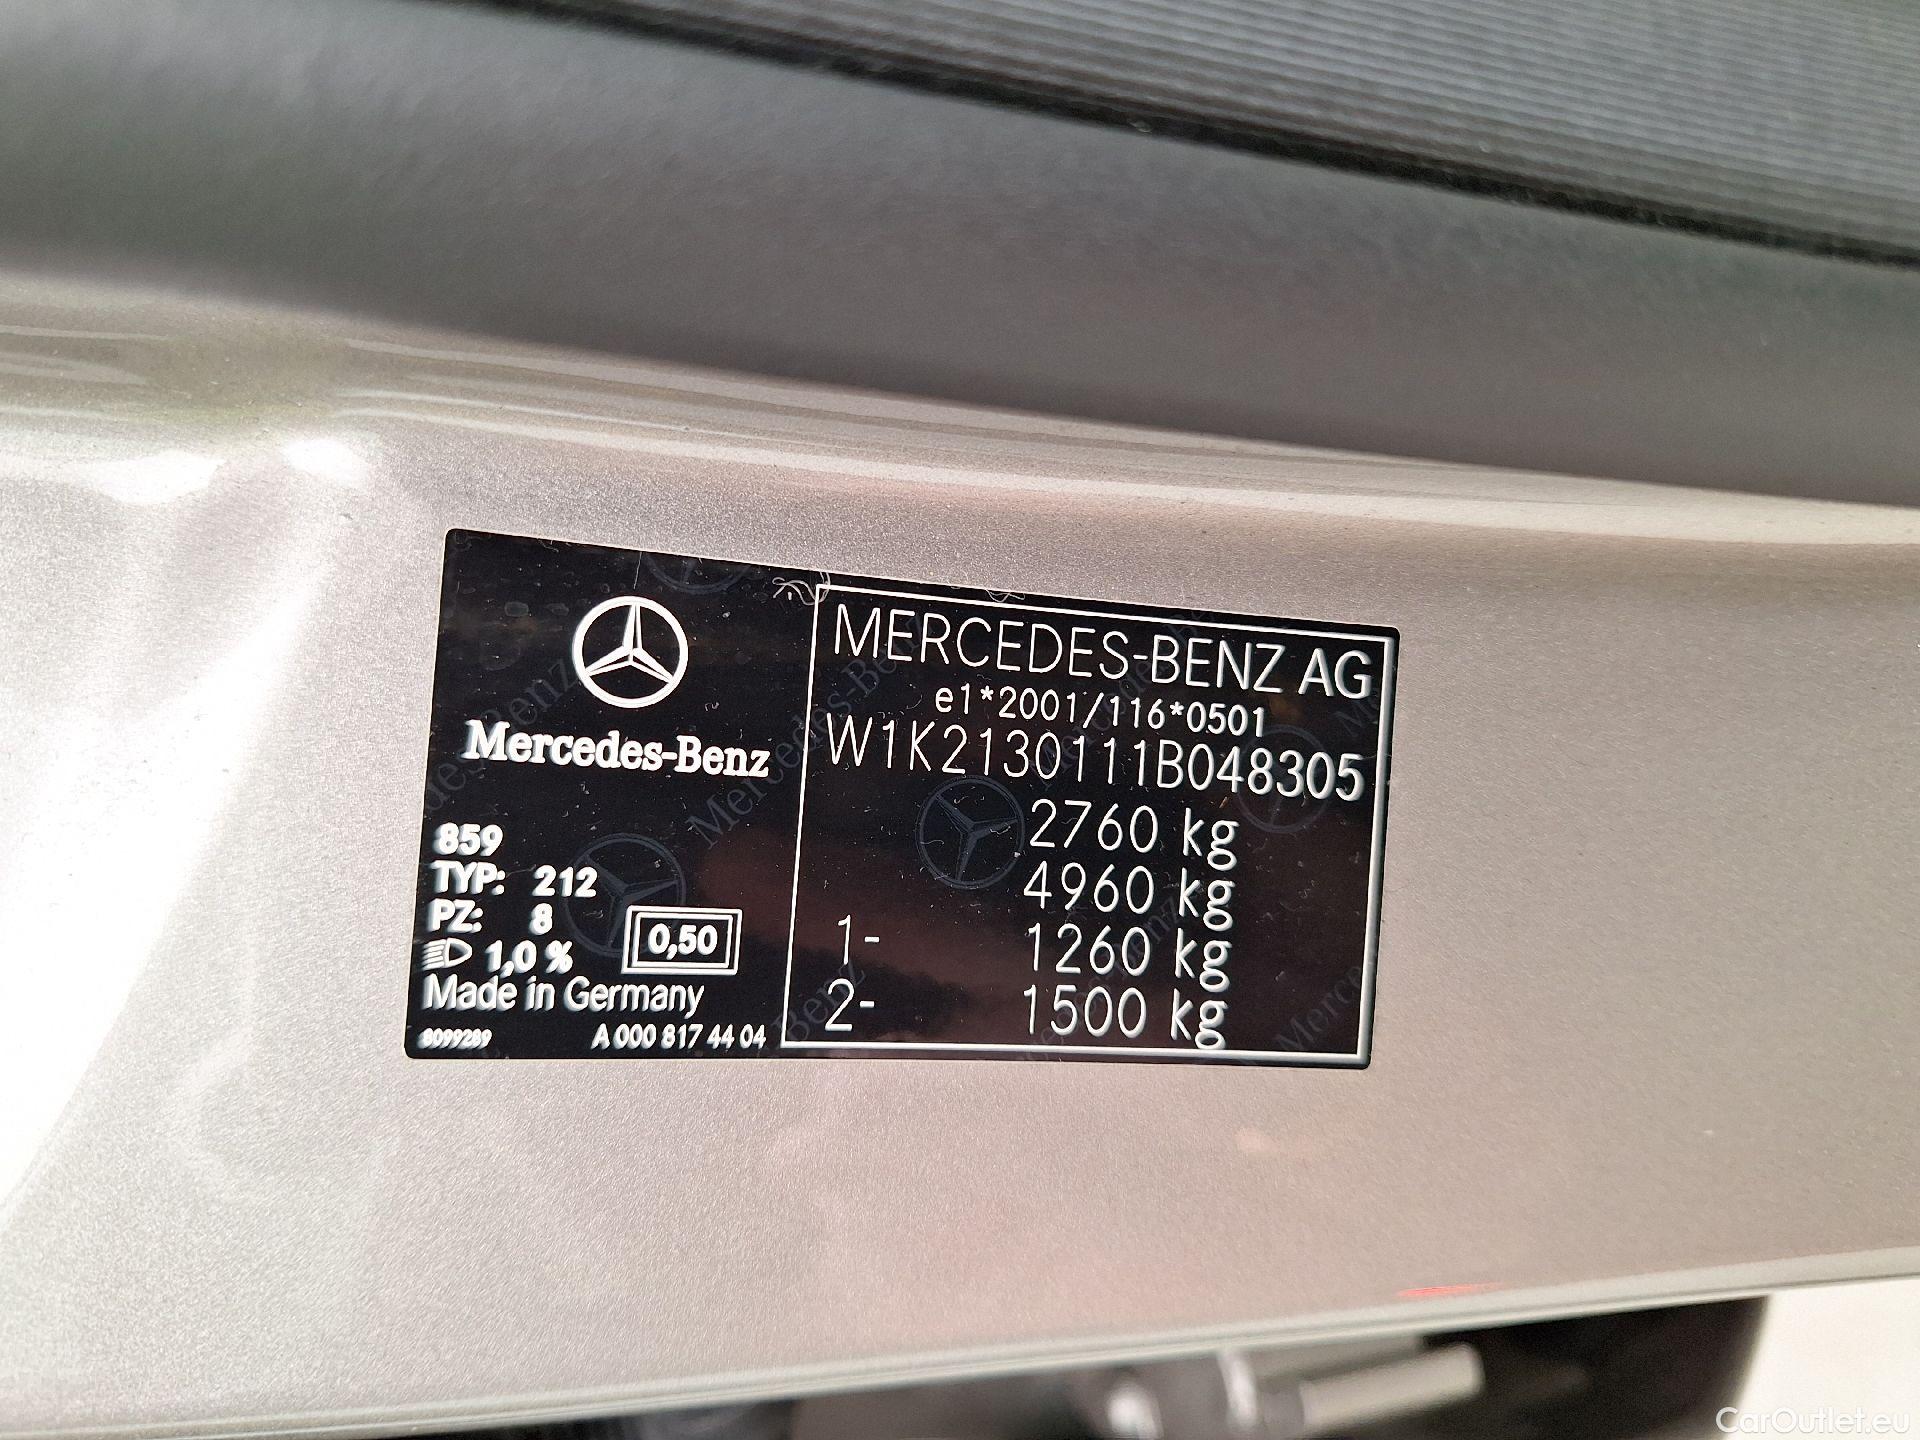 Mercedes-Benz
859
TYP: 212
PZ: 8
1,0 %
0,50
Made in Germany
8099289 A 000 817 44 04
MERCEDES-BENZ AG
e1*2001/116*0501
W1K2130111B048305
2760 kg
4960 kg
1- 1260 kg
2- 1500 kg
CarOutlet.eu